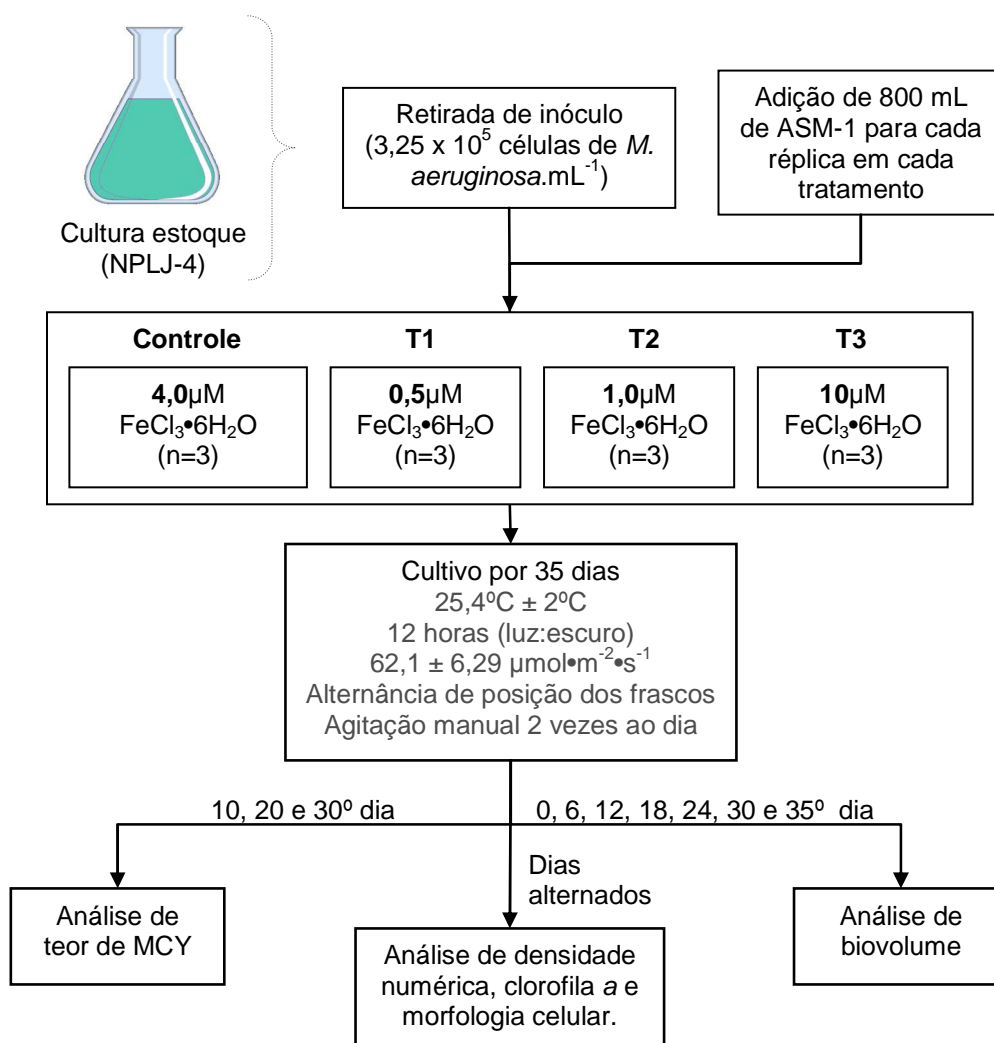 Retirada de inóculo
(3,25 x 10⁵ células de M.
aeruginosa.mL⁻¹)
Adição de 800 mL
de ASM-1 para cada
réplica em cada
tratamento
Cultura estoque
(NPLJ-4)
Controle
T1
T2
T3
4,0µM
FeCl₃•6H₂O
(n=3)
0,5µM
FeCl₃•6H₂O
(n=3)
1,0µM
FeCl₃•6H₂O
(n=3)
10µM
FeCl₃•6H₂O
(n=3)
Cultivo por 35 dias
25,4ºC ± 2ºC
12 horas (luz:escuro)
62,1 ± 6,29 µmol•m⁻²•s⁻¹
Alternância de posição dos frascos
Agitação manual 2 vezes ao dia
10, 20 e 30º dia
0, 6, 12, 18, 24, 30 e 35º dia
Dias
alternados
Análise de
teor de MCY
Análise de densidade
numérica, clorofila a e
morfologia celular.
Análise de
biovolume